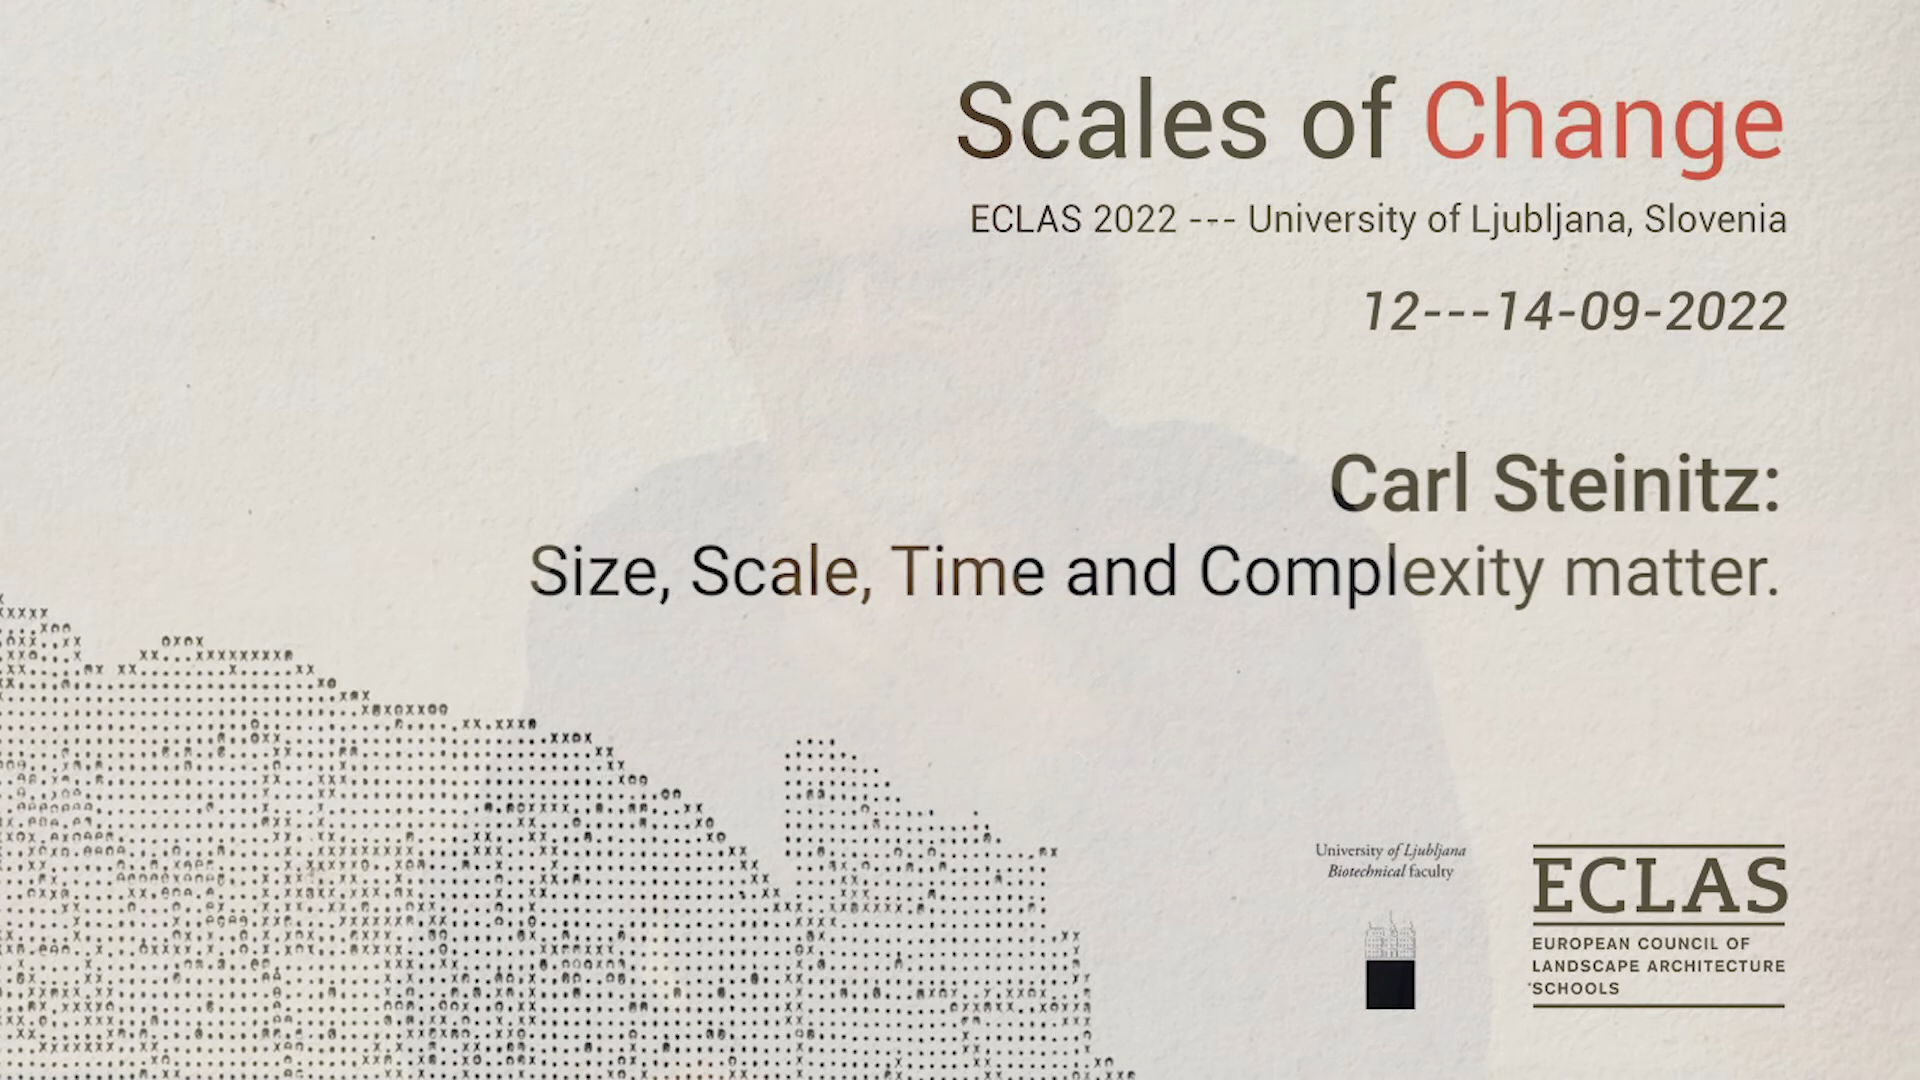 Scales of Change
ECLAS 2022 --- University of Ljubljana, Slovenia
12---14-09-2022
Carl Steinitz:
Size, Scale, Time and Complexity matter.
University of Ljubljana
Biotechnical faculty
ECLAS
EUROPEAN COUNCIL OF
LANDSCAPE ARCHITECTURE
SCHOOLS